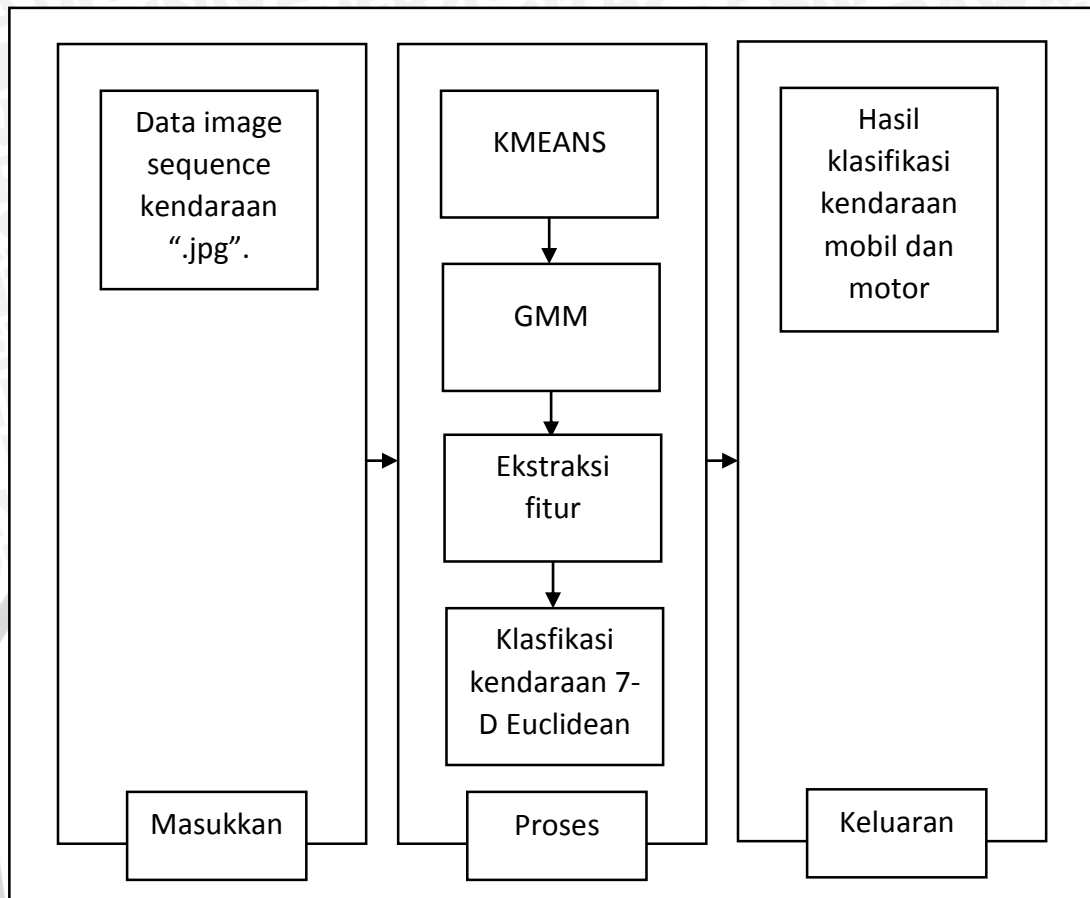 Data image
sequence
kendaraan
“.jpg”.
Masukkan
KMEANS
GMM
Ekstraksi
fitur
Klasfikasi
kendaraan 7-
D Euclidean
Proses
Hasil
klasifikasi
kendaraan
mobil dan
motor
Keluaran